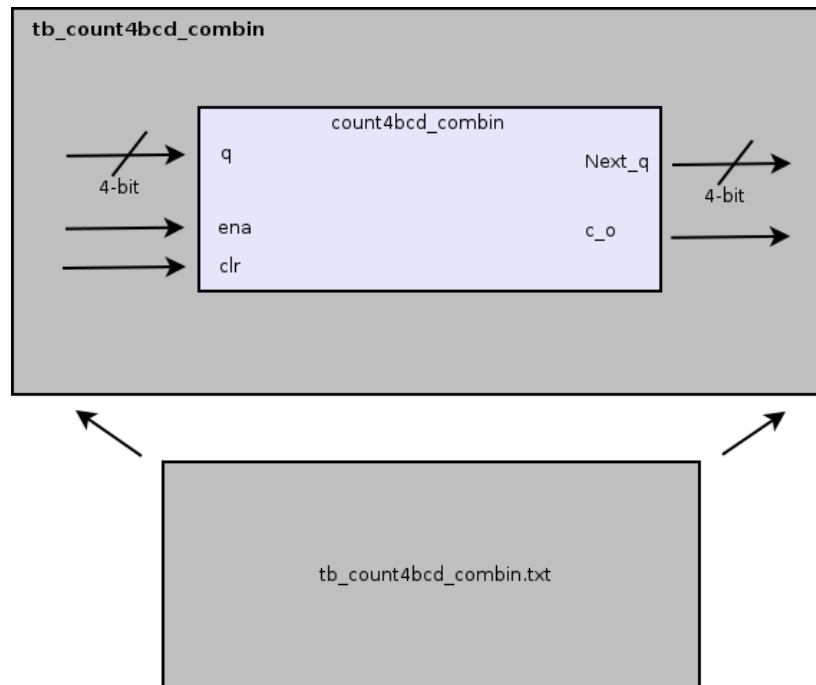 tb_count4bcd_combin
count4bcd_combin
q
Next_q
4-bit
4-bit
ena
c_o
clr
tb_count4bcd_combin.txt